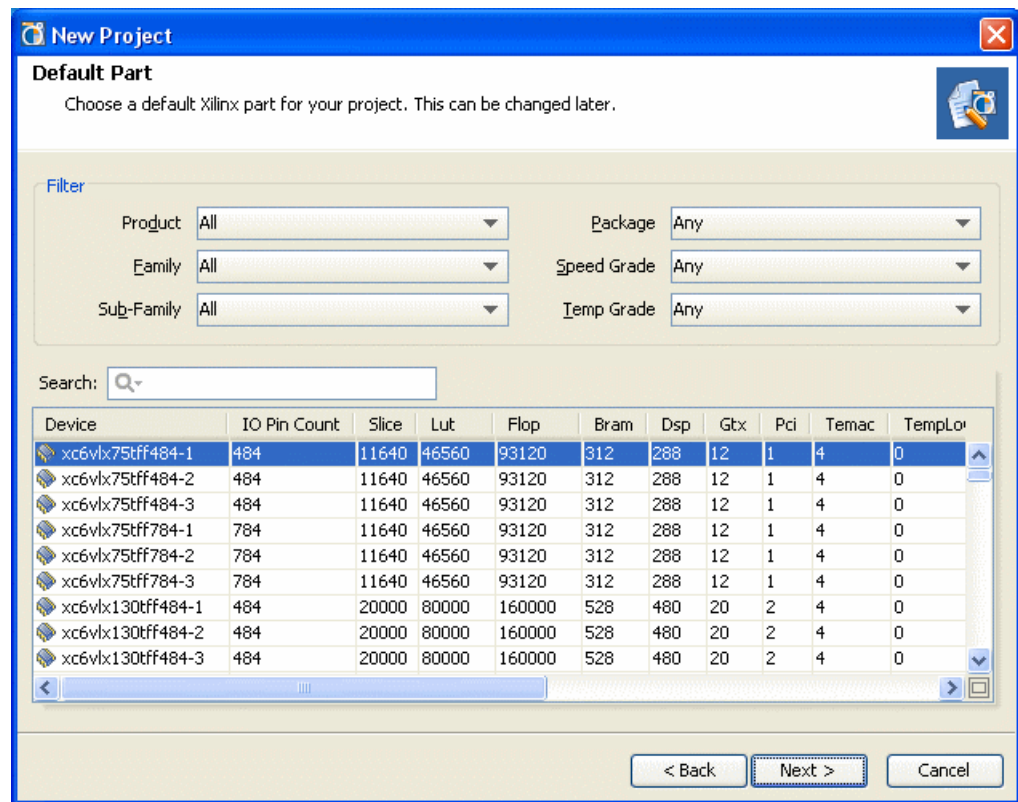 New Project
Default Part
Choose a default Xilinx part for your project. This can be changed later.
Filter
Product All Package Any
Family All Speed Grade Any
Sub-Family All Temp Grade Any
Search:
Device IO Pin Count Slice Lut Flop Bram Dsp Gtx Pci Temac TempLo
xc6vlx75tff484-1 484 11640 46560 93120 312 288 12 1 4 0
xc6vlx75tff484-2 484 11640 46560 93120 312 288 12 1 4 0
xc6vlx75tff484-3 484 11640 46560 93120 312 288 12 1 4 0
xc6vlx75tff784-1 784 11640 46560 93120 312 288 12 1 4 0
xc6vlx75tff784-2 784 11640 46560 93120 312 288 12 1 4 0
xc6vlx75tff784-3 784 11640 46560 93120 312 288 12 1 4 0
xc6vlx130tff484-1 484 20000 80000 160000 528 480 20 2 4 0
xc6vlx130tff484-2 484 20000 80000 160000 528 480 20 2 4 0
xc6vlx130tff484-3 484 20000 80000 160000 528 480 20 2 4 0
< Back Next > Cancel